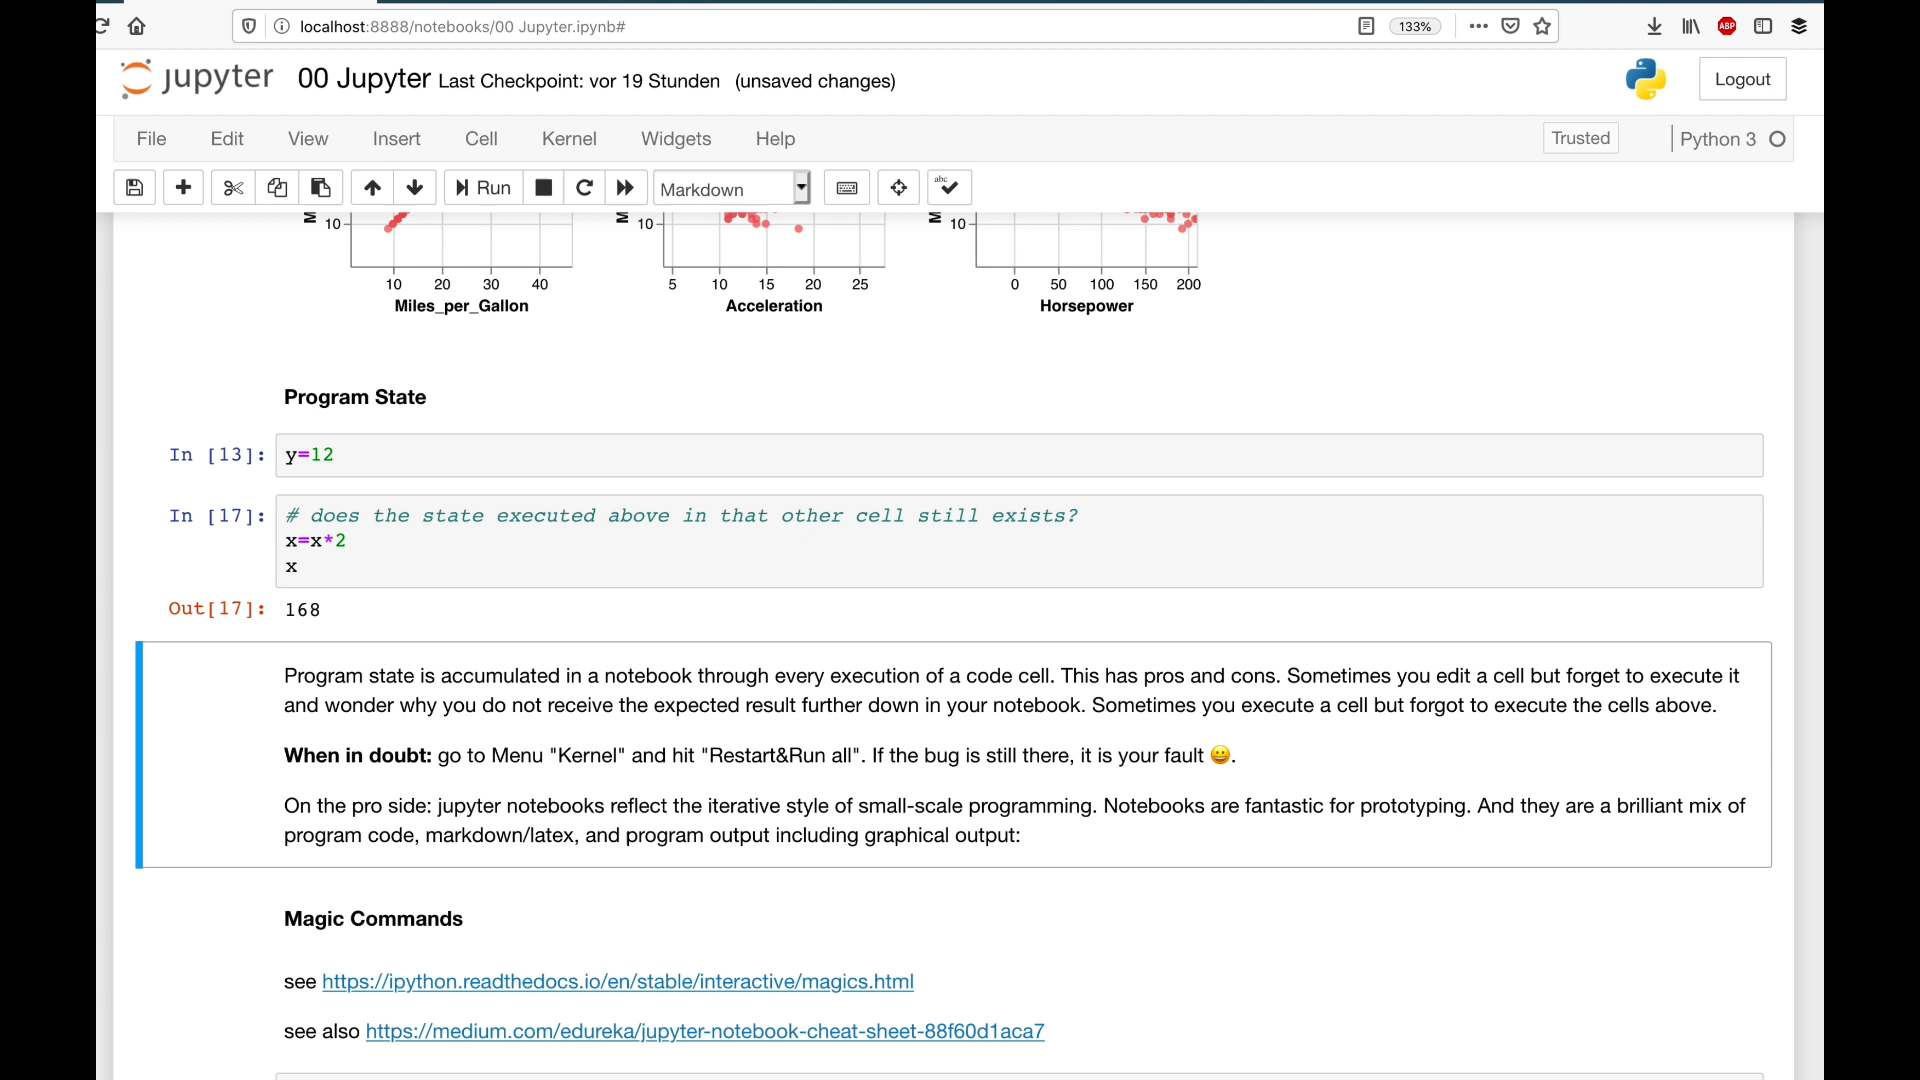 localhost:8888/notebooks/00 Jupyter.ipynb#
133%
ABP
jupyter 00 Jupyter Last Checkpoint: vor 19 Stunden (unsaved changes)
Logout
File Edit View Insert Cell Kernel Widgets Help
Trusted
Python 3
Run
Markdown
abc
10 10 10
10 20 30 40 5 10 15 20 25 0 50 100 150 200
Miles_per_Gallon Acceleration Horsepower
Program State
In [13]: y=12
In [17]: # does the state executed above in that other cell still exists?
x=x*2
x
Out[17]: 168
Program state is accumulated in a notebook through every execution of a code cell. This has pros and cons. Sometimes you edit a cell but forget to execute it
and wonder why you do not receive the expected result further down in your notebook. Sometimes you execute a cell but forgot to execute the cells above.
When in doubt: go to Menu "Kernel" and hit "Restart&Run all". If the bug is still there, it is your fault 😀.
On the pro side: jupyter notebooks reflect the iterative style of small-scale programming. Notebooks are fantastic for prototyping. And they are a brilliant mix of
program code, markdown/latex, and program output including graphical output:
Magic Commands
see https://ipython.readthedocs.io/en/stable/interactive/magics.html
see also https://medium.com/edureka/jupyter-notebook-cheat-sheet-88f60d1aca7